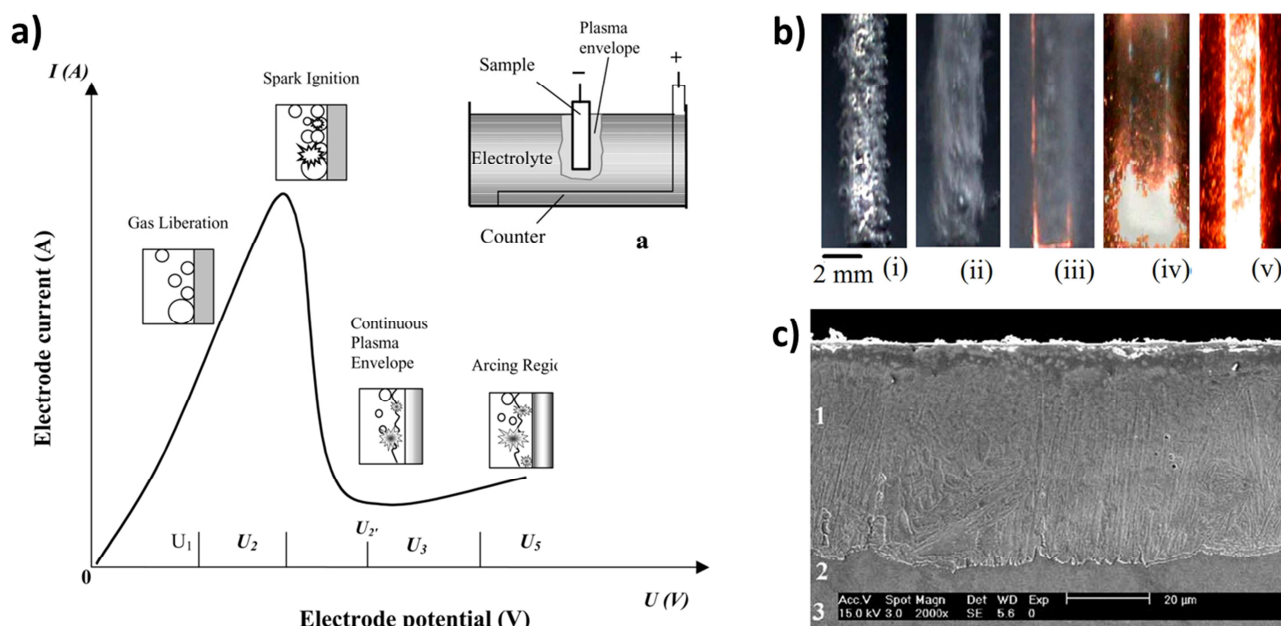 a)
I (A)
Spark Ignition
Gas Liberation
Continuous
Plasma
Envelope
Arcing Regic
Electrode current (A)
U1
U2
U2'
U3
U5
0
U (V)
Electrode potential (V)
Plasma
envelope
Sample
−
+
Electrolyte
Counter
a
b)
2 mm
(i)
(ii)
(iii)
(iv)
(v)
c)
1
2
3
Acc.V Spot Magn Det WD Exp
15.0 kV 3.0 2000x SE 5.6 0
20 µm